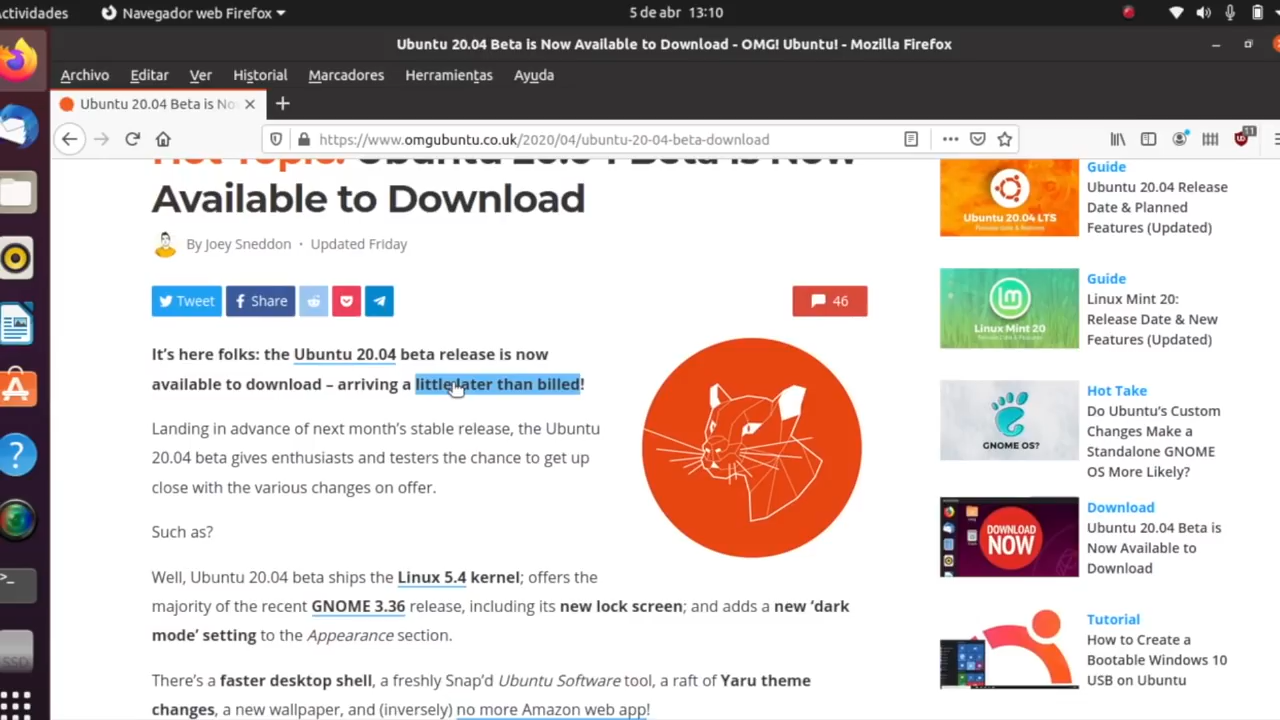 Actividades
Navegador web Firefox
5 de abr 13:10
Ubuntu 20.04 Beta is Now Available to Download - OMG! Ubuntu! - Mozilla Firefox
Archivo Editar Ver Historial Marcadores Herramientas Ayuda
Ubuntu 20.04 Beta is No
https://www.omgubuntu.co.uk/2020/04/ubuntu-20-04-beta-download
11
Hot Topic: Ubuntu 20.04 Beta is Now
Available to Download
By Joey Sneddon • Updated Friday
Tweet
Share
46
It's here folks: the Ubuntu 20.04 beta release is now
available to download – arriving a little later than billed!
Landing in advance of next month's stable release, the Ubuntu
20.04 beta gives enthusiasts and testers the chance to get up
close with the various changes on offer.
Such as?
Well, Ubuntu 20.04 beta ships the Linux 5.4 kernel; offers the
majority of the recent GNOME 3.36 release, including its new lock screen; and adds a new 'dark
mode' setting to the Appearance section.
There's a faster desktop shell, a freshly Snap'd Ubuntu Software tool, a raft of Yaru theme
changes, a new wallpaper, and (inversely) no more Amazon web app!
Ubuntu 20.04 LTS
Guide
Ubuntu 20.04 Release
Date & Planned
Features (Updated)
Linux Mint 20
Guide
Linux Mint 20:
Release Date & New
Features (Updated)
GNOME OS?
Hot Take
Do Ubuntu's Custom
Changes Make a
Standalone GNOME
OS More Likely?
DOWNLOAD
NOW
Download
Ubuntu 20.04 Beta is
Now Available to
Download
Tutorial
How to Create a
Bootable Windows 10
USB on Ubuntu
SSD